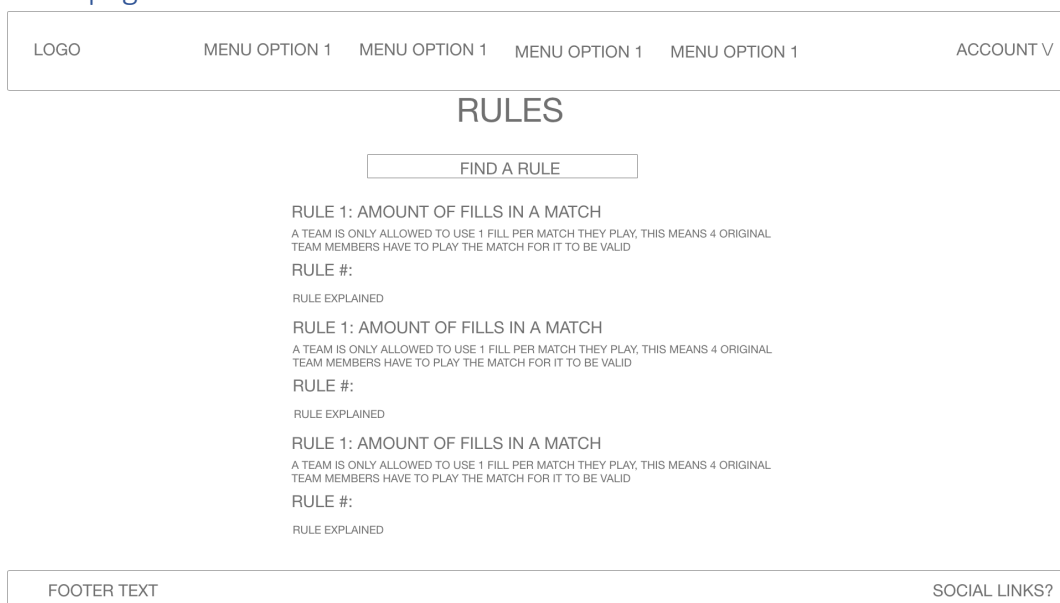 LOGO MENU OPTION 1 MENU OPTION 1 MENU OPTION 1 MENU OPTION 1 ACCOUNT \/
RULES
FIND A RULE
RULE 1: AMOUNT OF FILLS IN A MATCH
A TEAM IS ONLY ALLOWED TO USE 1 FILL PER MATCH THEY PLAY, THIS MEANS 4 ORIGINAL
TEAM MEMBERS HAVE TO PLAY THE MATCH FOR IT TO BE VALID
RULE #:
RULE EXPLAINED
RULE 1: AMOUNT OF FILLS IN A MATCH
A TEAM IS ONLY ALLOWED TO USE 1 FILL PER MATCH THEY PLAY, THIS MEANS 4 ORIGINAL
TEAM MEMBERS HAVE TO PLAY THE MATCH FOR IT TO BE VALID
RULE #:
RULE EXPLAINED
RULE 1: AMOUNT OF FILLS IN A MATCH
A TEAM IS ONLY ALLOWED TO USE 1 FILL PER MATCH THEY PLAY, THIS MEANS 4 ORIGINAL
TEAM MEMBERS HAVE TO PLAY THE MATCH FOR IT TO BE VALID
RULE #:
RULE EXPLAINED
FOOTER TEXT SOCIAL LINKS?